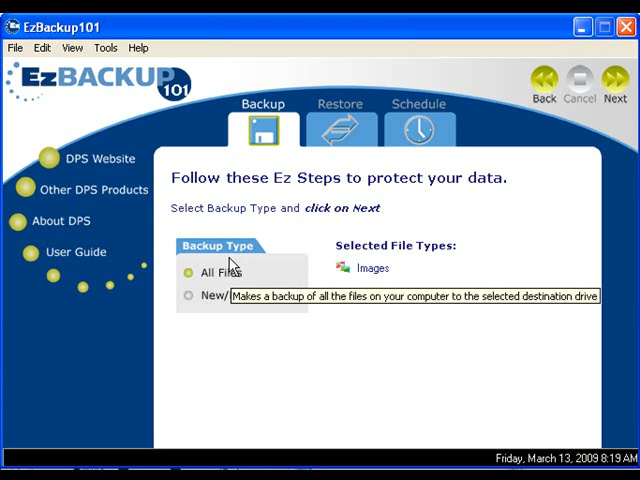 EzBackup101
File Edit View Tools Help
EzBACKUP 101
Back Cancel Next
Backup Restore Schedule
DPS Website
Other DPS Products
About DPS
User Guide
Follow these Ez Steps to protect your data.
Select Backup Type and click on Next
Backup Type
Selected File Types:
All Files
Images
New/
Makes a backup of all the files on your computer to the selected destination drive
Friday, March 13, 2009 8:19 AM